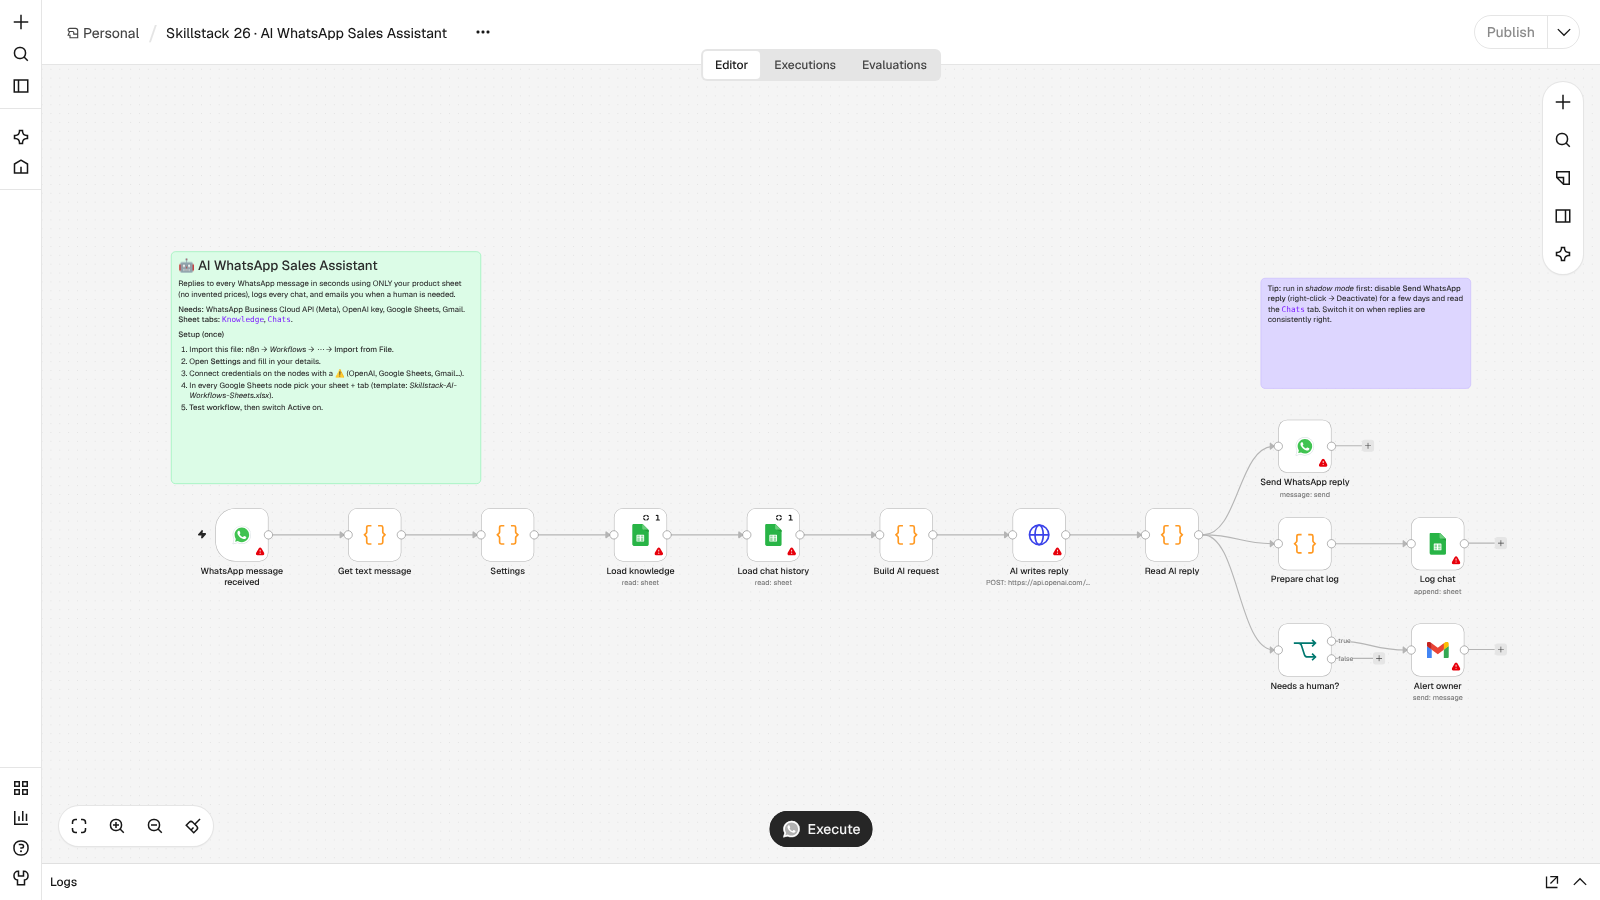 Personal / Skillstack 26 · AI WhatsApp Sales Assistant
Publish
Editor
Executions
Evaluations
🤖 AI WhatsApp Sales Assistant
Replies to every WhatsApp message in seconds using ONLY your product sheet
(no invented prices), logs every chat, and emails you when a human is needed.
Needs: WhatsApp Business Cloud API (Meta), OpenAI key, Google Sheets, Gmail.
Sheet tabs: Knowledge, Chats.
Setup (once)
1. Import this file: n8n → Workflows → ··· → Import from File.
2. Open Settings and fill in your details.
3. Connect credentials on the nodes with a ⚠️ (OpenAI, Google Sheets, Gmail…).
4. In every Google Sheets node pick your sheet + tab (template: Skillstack-AI-
Workflows-Sheets.xlsx).
5. Test workflow, then switch Active on.
Tip: run in shadow mode first: disable Send WhatsApp
reply (right-click → Deactivate) for a few days and read
the Chats tab. Switch it on when replies are
consistently right.
Send WhatsApp reply
message: send
1
1
WhatsApp message
received
Get text message
Settings
Load knowledge
read: sheet
Load chat history
read: sheet
Build AI request
AI writes reply
POST: https://api.openai.com/...
Read AI reply
Prepare chat log
Log chat
append: sheet
true
false
Needs a human?
Alert owner
send: message
Execute
Logs